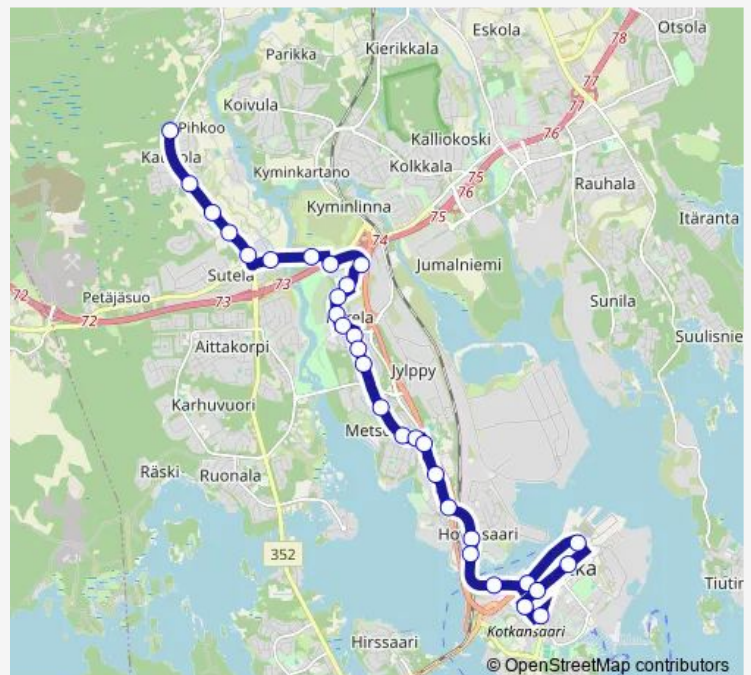 Otsola
Eskola
78
Kierikkala
Parikka
77
77
Koivula
76
Pihkoo
Kalliokoski
Kyminkartano
Kolkkala
75
76
Rauhala
Kyminlinna
75
Itäranta
74
Jumalniemi
Sutela
73
73
72
Petäjäsuo
72
Sunila
Suulisnie
Aittakorpi
Jylppy
Karhuvuori
Räski
Ruonala
352
Tiutir
Kotkansaari
Hirssaari
© OpenStreetMap contributors